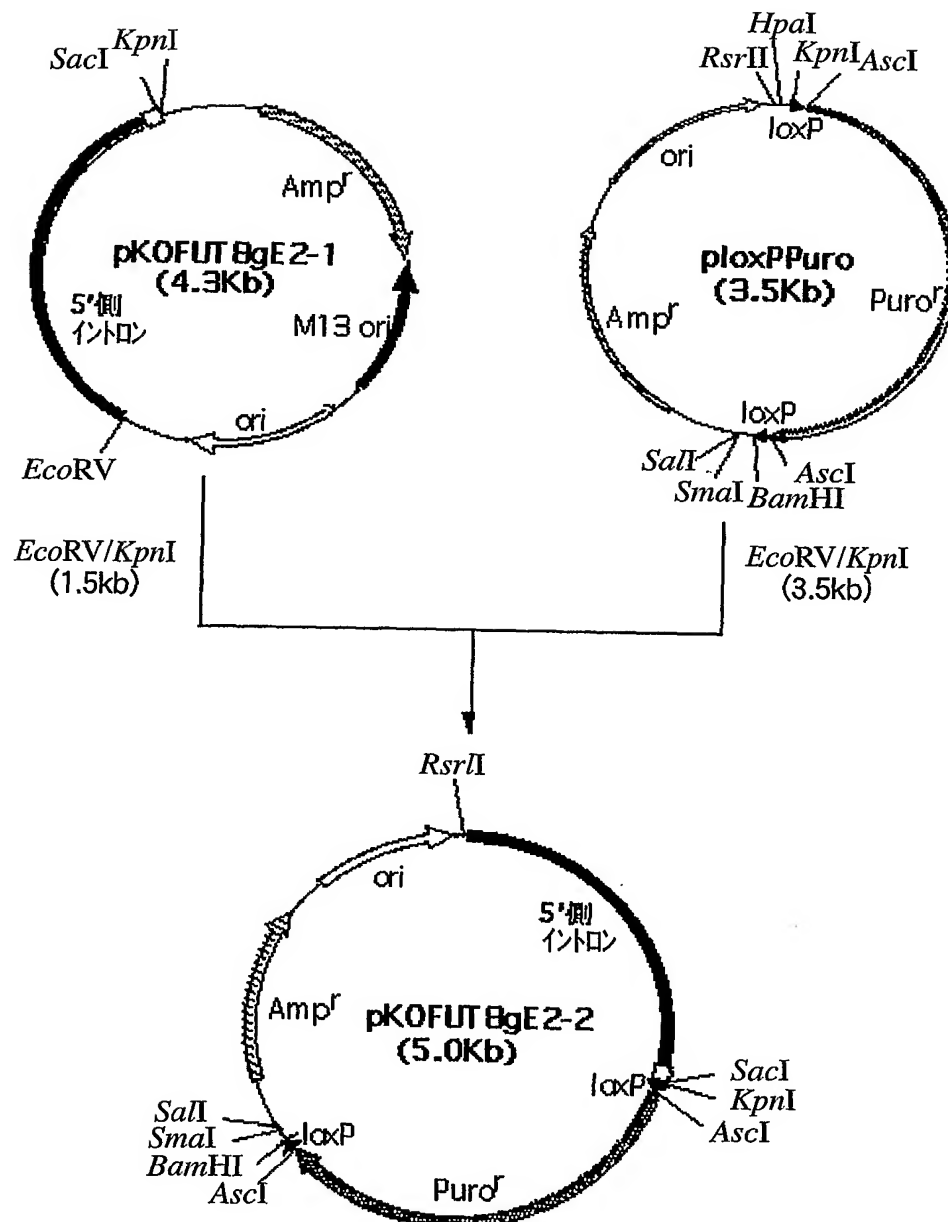 SacI
KpnI
Ampʳ
pKOFUT8gE2-1
(4.3Kb)
5'側
イントロン
M13 ori
ori
EcoRV
HpaI
RsrII
KpnI
AscI
loxP
ori
ploxPPuro
(3.5Kb)
Puroʳ
Ampʳ
loxP
SalI
SmaI
BamHI
AscI
EcoRV/KpnI
(1.5kb)
EcoRV/KpnI
(3.5kb)
RsrII
ori
5'側
イントロン
Ampʳ
pKOFUT8gE2-2
(5.0Kb)
loxP
SacI
KpnI
AscI
SalI
SmaI
BamHI
AscI
loxP
Puroʳ